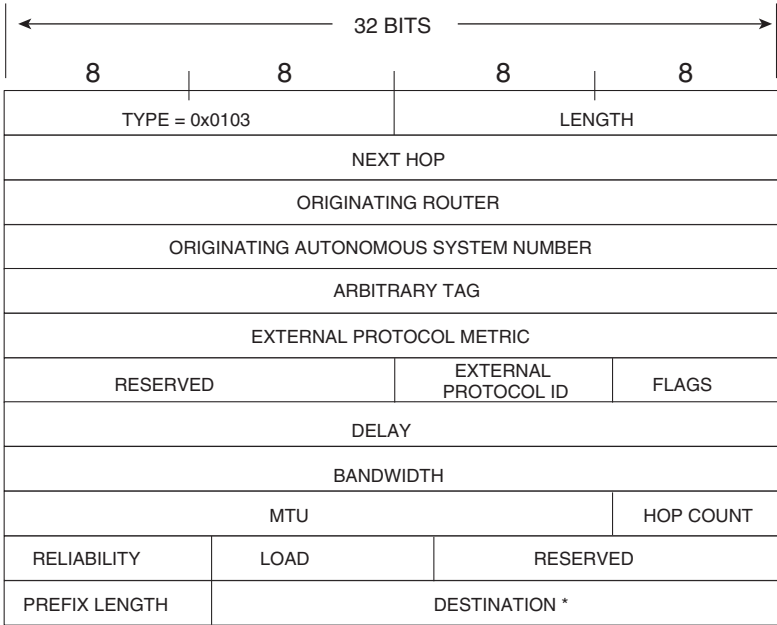 32 BITS
8 8 8 8
TYPE = 0x0103 LENGTH
NEXT HOP
ORIGINATING ROUTER
ORIGINATING AUTONOMOUS SYSTEM NUMBER
ARBITRARY TAG
EXTERNAL PROTOCOL METRIC
RESERVED EXTERNAL PROTOCOL ID FLAGS
DELAY
BANDWIDTH
MTU HOP COUNT
RELIABILITY LOAD RESERVED
PREFIX LENGTH DESTINATION *